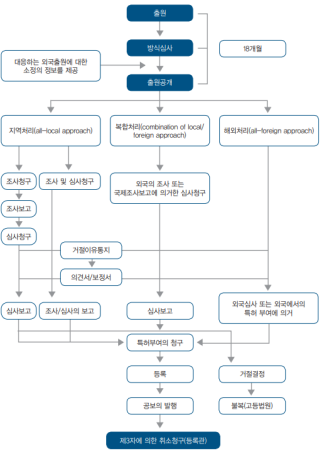 출원
방식심사
18개월
대응하는 외국출원에 대한
소정의 정보를 제공
출원공개
지역처리(all-local approach)
복합처리(combination of local/
foreign approach)
해외처리(all-foreign approach)
조사청구
조사 및 심사청구
외국의 조사 또는
국제조사보고에 의거한 심사청구
조사보고
심사청구
거절이유통지
의견서/보정서
심사보고
조사/심사의 보고
심사보고
외국심사 또는 외국에서의
특허 부여에 의거
특허부여의 청구
등록
거절결정
공보의 발행
불복(고등법원)
제3자에 의한 취소청구(등록관)